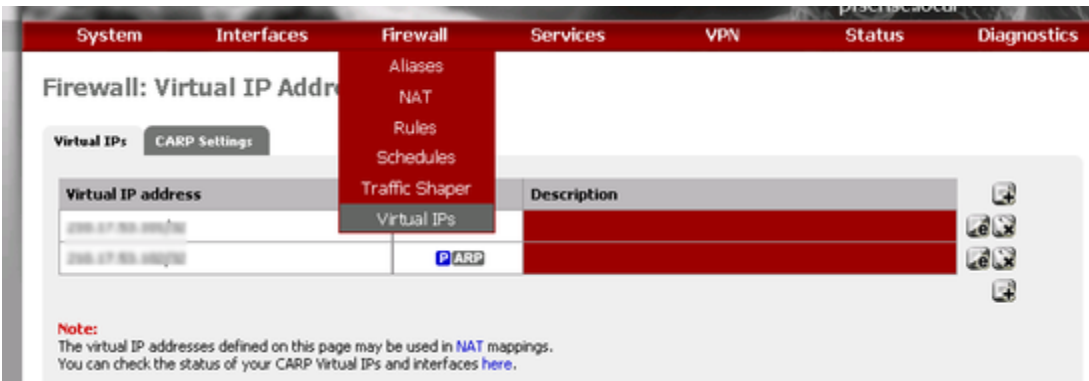 System Interfaces Firewall Services VPN Status Diagnostics
Aliases
Firewall: Virtual IP
NAT
Rules
Virtual IPs CARP Settings
Schedules
Traffic Shaper
Virtual IP address Description
Virtual IPs
P ARP
Note:
The virtual IP addresses defined on this page may be used in NAT mappings.
You can check the status of your CARP Virtual IPs and interfaces here.